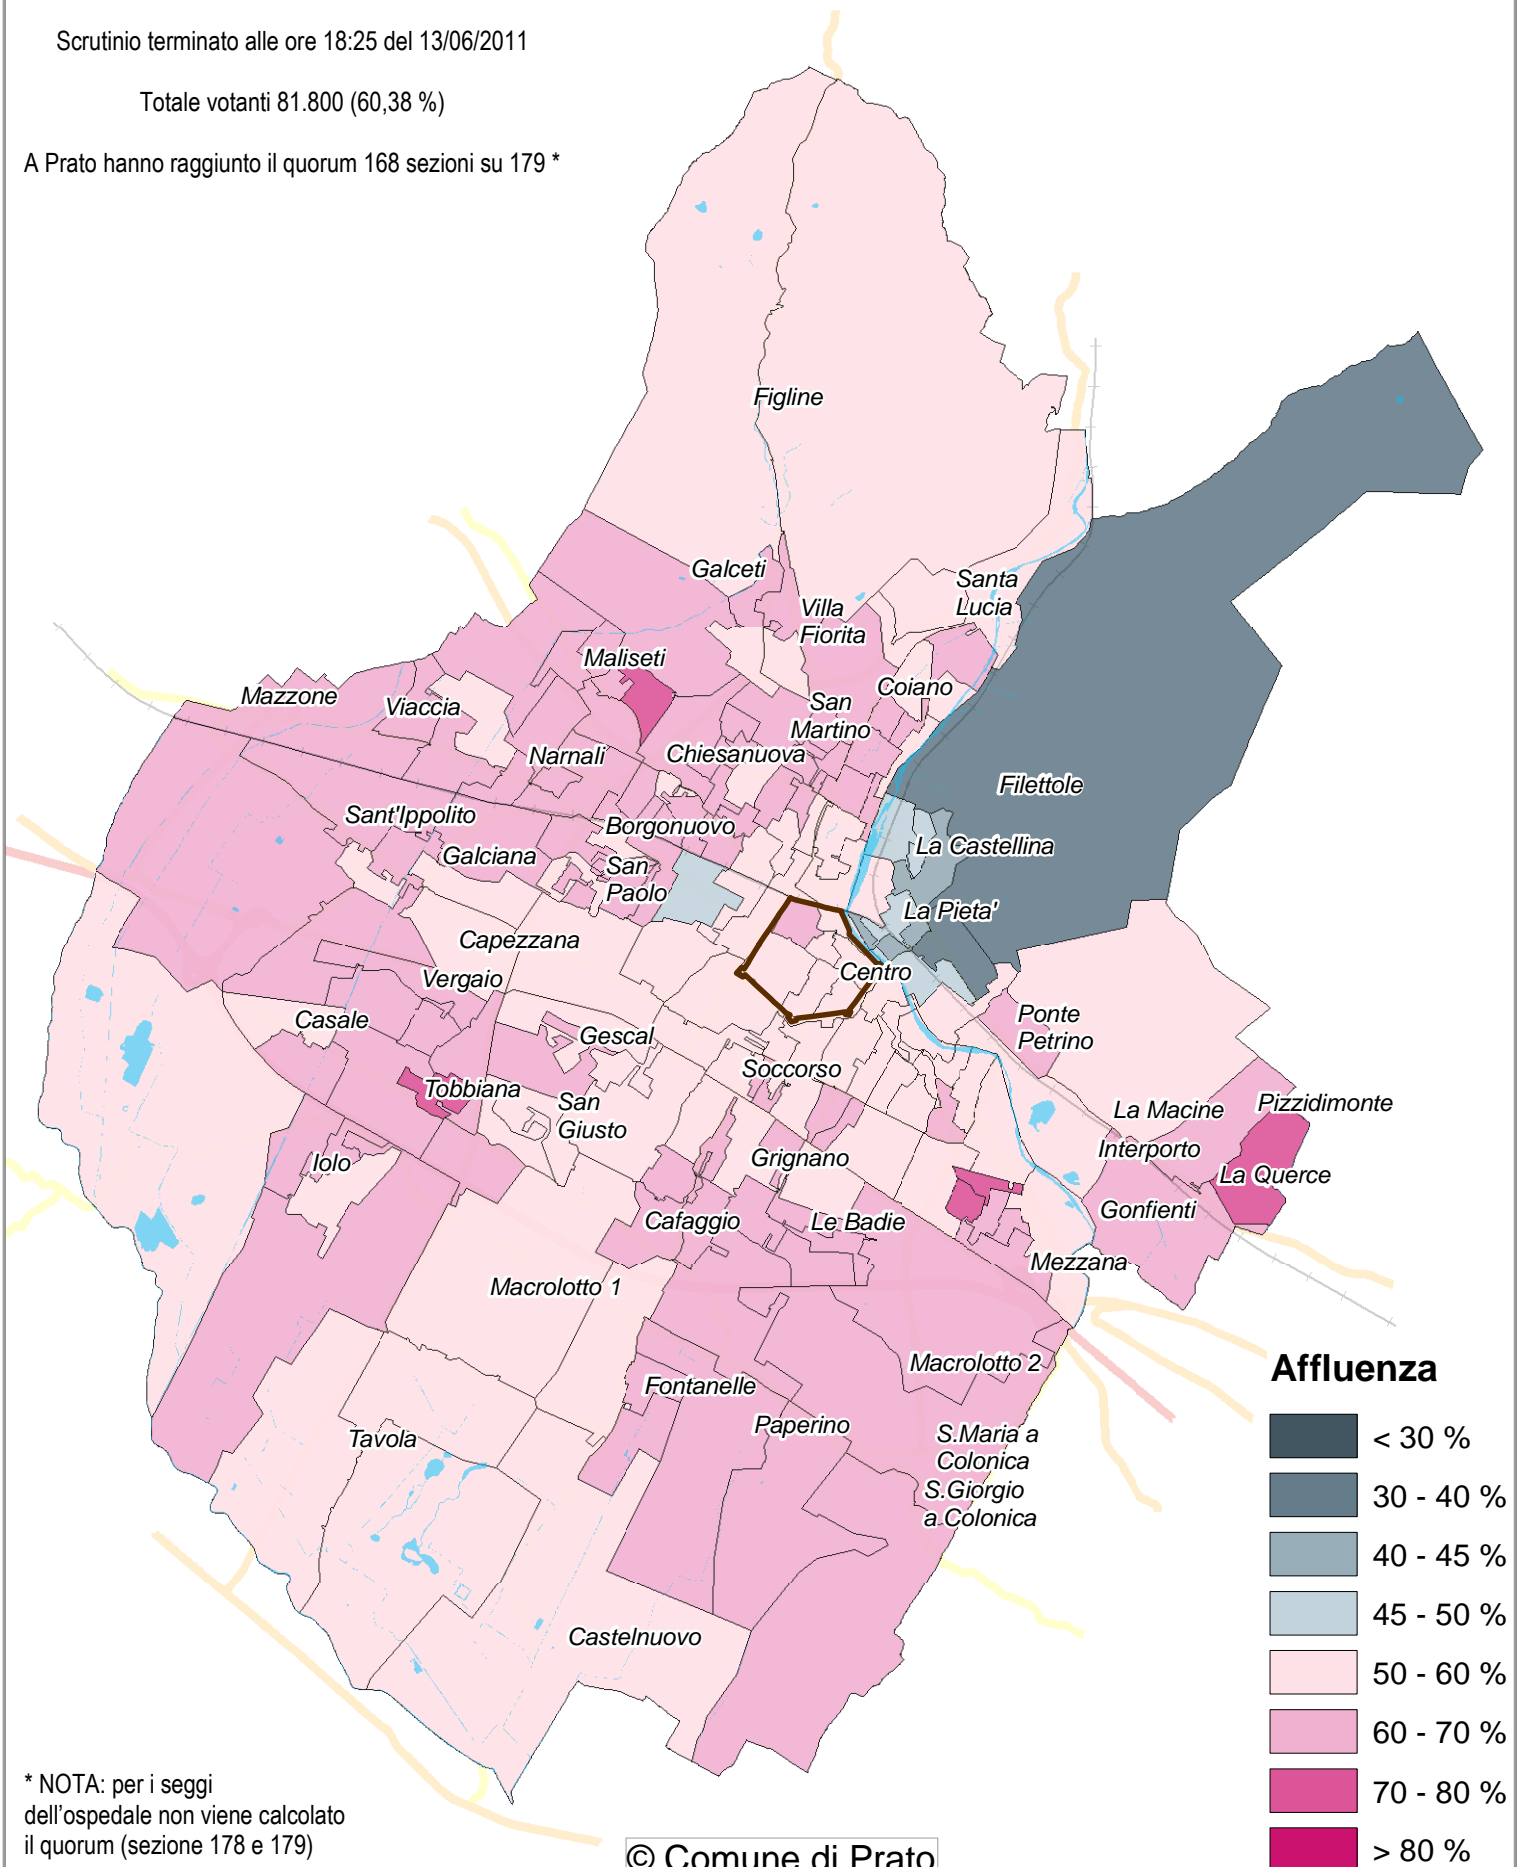 Scrutinio terminato alle ore 18:25 del 13/06/2011
Totale votanti 81.800 (60,38 %)
A Prato hanno raggiunto il quorum 168 sezioni su 179 *
Figline
Galceti
Santa
Lucia
Villa
Fiorita
Maliseti
Mazzone
Viaccia
Coiano
San
Martino
Narnali
Chiesanuova
Filettole
Sant'Ippolito
Borgonuovo
La Castellina
Galciana
San
Paolo
La Pieta'
Capezzana
Vergaio
Centro
Casale
Gescal
Ponte
Petrino
Soccorso
Tobbiana
San
Giusto
La Macine
Pizzidimonte
Interporto
Iolo
Grignano
La Querce
Cafaggio
Le Badie
Gonfienti
Mezzana
Macrolotto 1
Macrolotto 2
Fontanelle
Paperino
Tavola
S.Maria a
Colonica
S.Giorgio
a Colonica
Castelnuovo
Affluenza
< 30 %
30 - 40 %
40 - 45 %
45 - 50 %
50 - 60 %
60 - 70 %
70 - 80 %
> 80 %
* NOTA: per i seggi
dell'ospedale non viene calcolato
il quorum (sezione 178 e 179)
© Comune di Prato